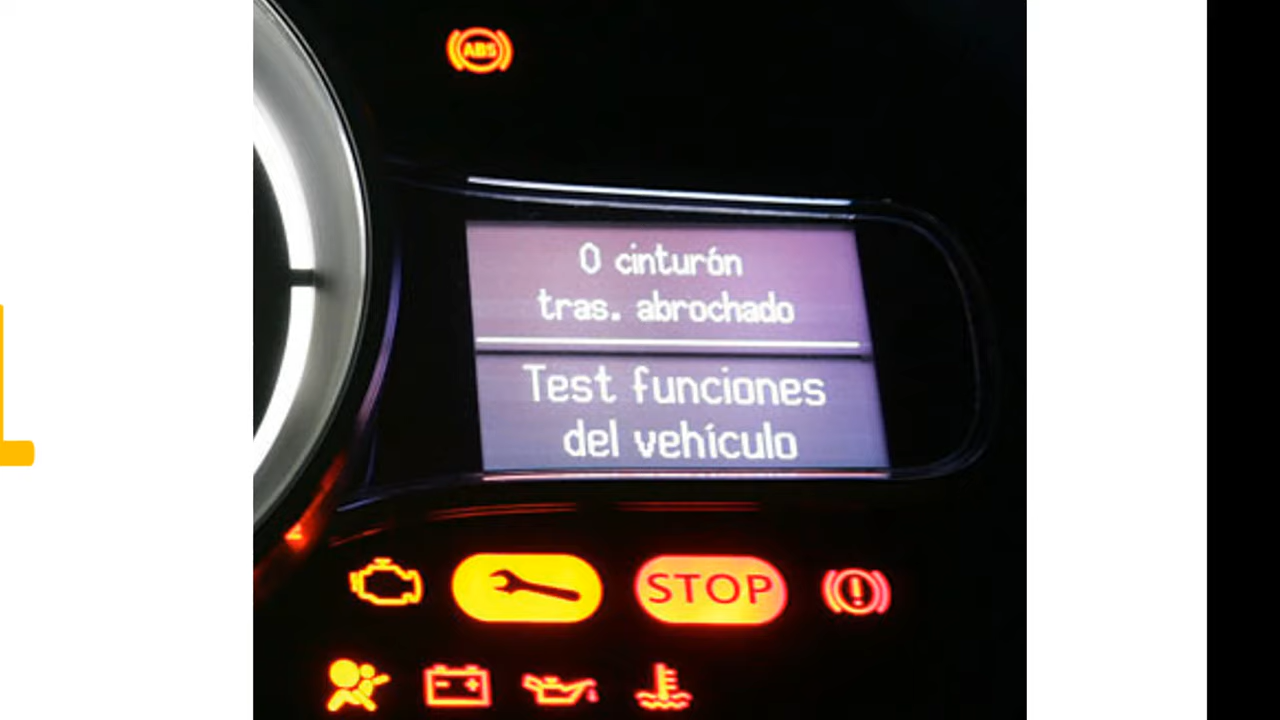 ABS
0 cinturón
tras. abrochado
Test funciones
del vehículo
STOP